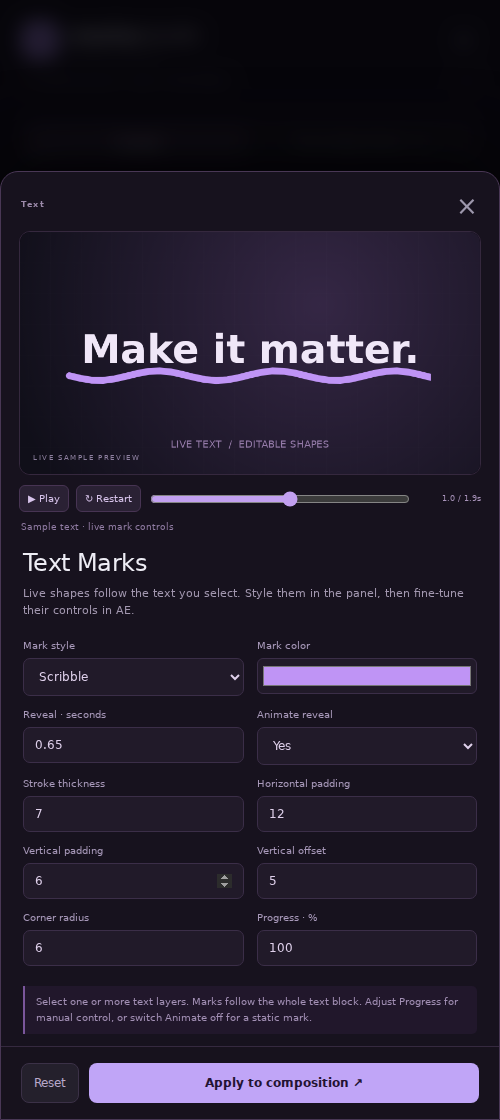 Text
Make it matter.
LIVE TEXT / EDITABLE SHAPES
LIVE SAMPLE PREVIEW
▶ Play
↻ Restart
1.0 / 1.9s
Sample text · live mark controls
Text Marks
Live shapes follow the text you select. Style them in the panel, then fine-tune
their controls in AE.
Mark style
Mark color
Scribble
Reveal · seconds
Animate reveal
0.65
Yes
Stroke thickness
Horizontal padding
7
12
Vertical padding
Vertical offset
6
5
Corner radius
Progress · %
6
100
Select one or more text layers. Marks follow the whole text block. Adjust Progress for
manual control, or switch Animate off for a static mark.
Reset
Apply to composition ↗